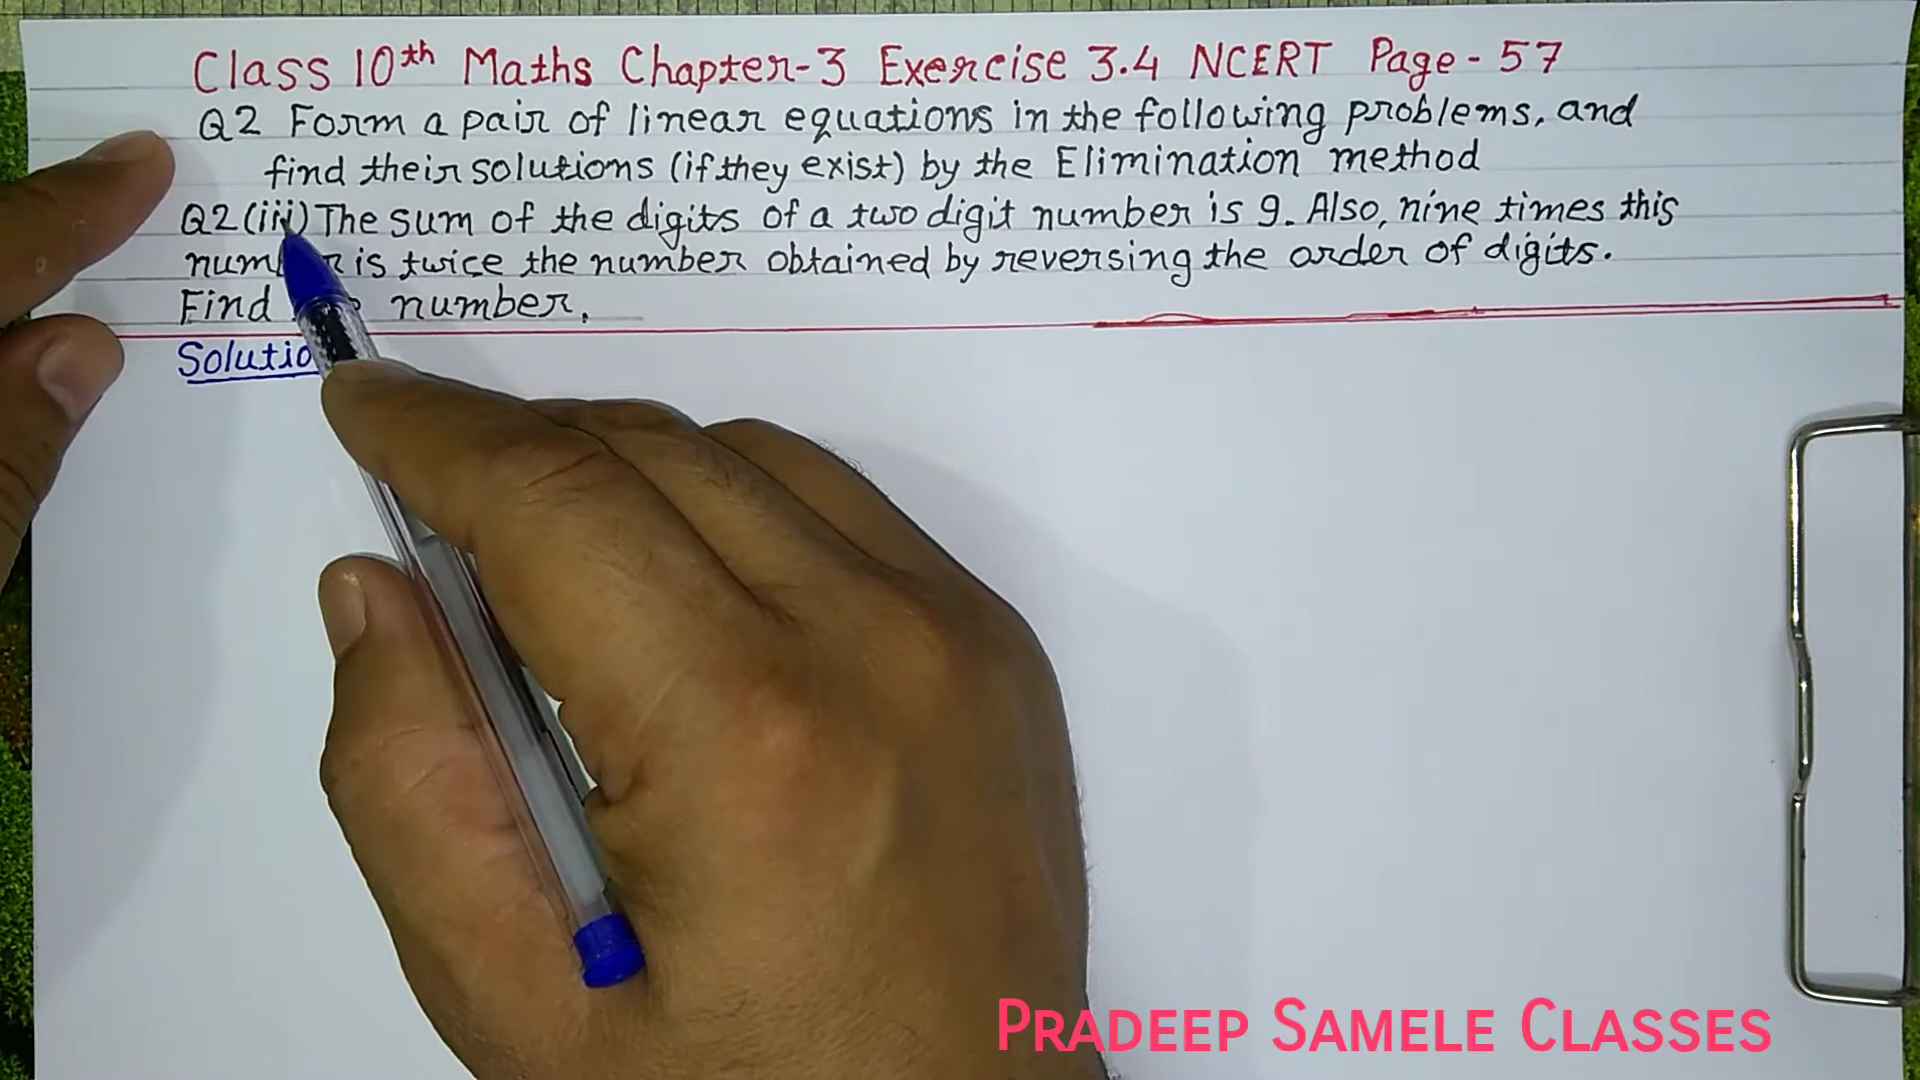 Class 10th Maths Chapter-3 Exercise 3.4 NCERT Page-57
Q2 Form a pair of linear equations in the following problems, and
find their solutions (if they exist) by the Elimination method
Q2(iii) The sum of the digits of a two digit number is 9. Also, nine times this
number is twice the number obtained by reversing the order of digits.
Find number.
Solutio
PRADEEP SAMELE CLASSES